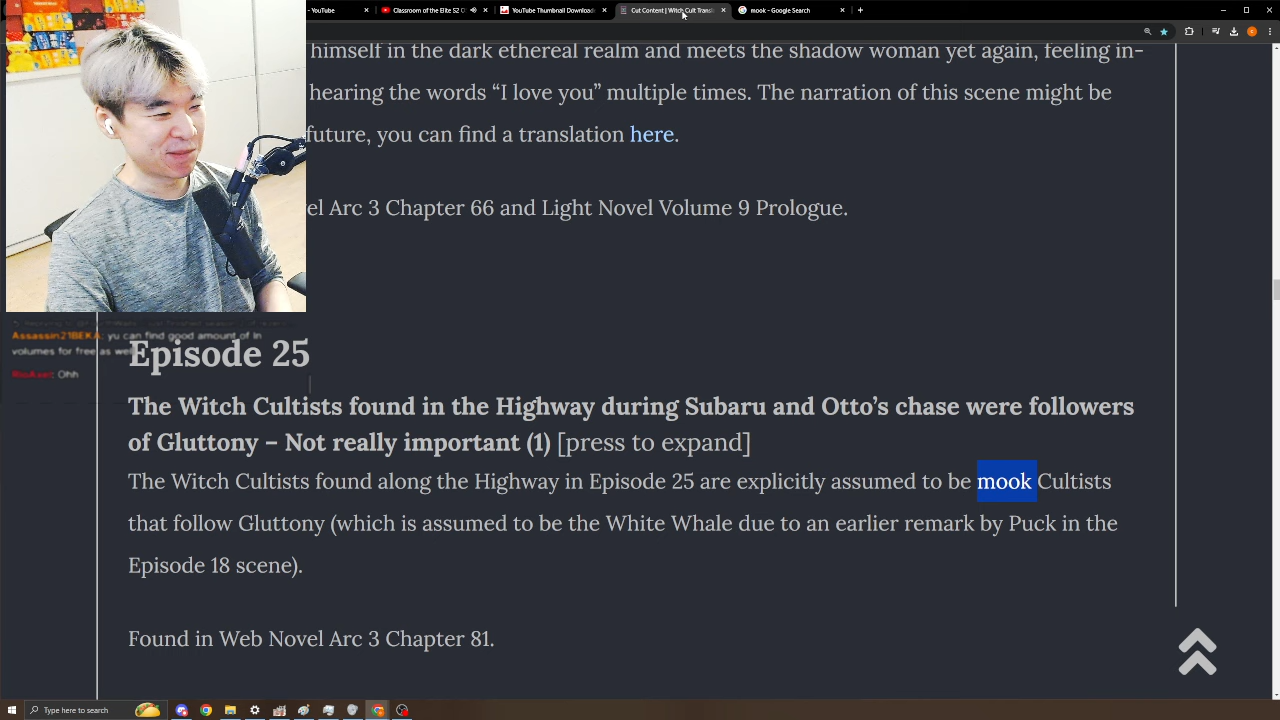 - YouTube
Classroom of the Elite S2
YouTube Thumbnail Download
Cut Content | Witch Cult Trans
mook - Google Search
himself in the dark ethereal realm and meets the shadow woman yet again, feeling in-
hearing the words “I love you” multiple times. The narration of this scene might be
future, you can find a translation here.
el Arc 3 Chapter 66 and Light Novel Volume 9 Prologue.
Assassin21BEKA: yu can find good amount of ln
volumes for free as well
Ohh
Episode 25
The Witch Cultists found in the Highway during Subaru and Otto’s chase were followers
of Gluttony – Not really important (1) [press to expand]
The Witch Cultists found along the Highway in Episode 25 are explicitly assumed to be mook Cultists
that follow Gluttony (which is assumed to be the White Whale due to an earlier remark by Puck in the
Episode 18 scene).
Found in Web Novel Arc 3 Chapter 81.
Type here to search